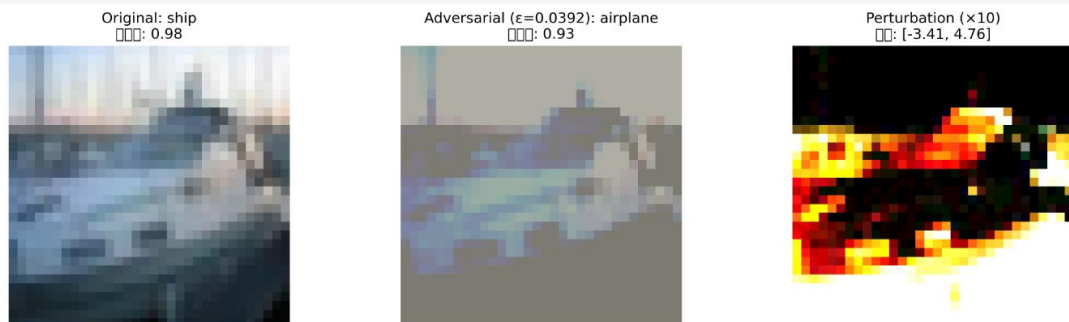 Original: ship
: 0.98
Adversarial (ε=0.0392): airplane
: 0.93
Perturbation (×10)
: [-3.41, 4.76]